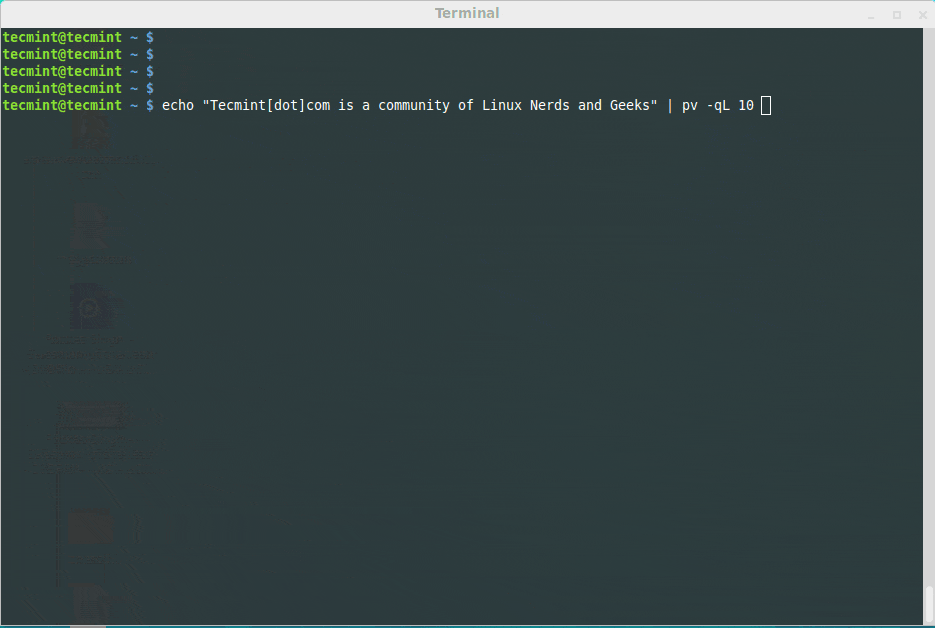 Terminal
tecmint@tecmint ~ $
tecmint@tecmint ~ $
tecmint@tecmint ~ $
tecmint@tecmint ~ $
tecmint@tecmint ~ $ echo "Tecmint[dot]com is a community of Linux Nerds and Geeks" | pv -qL 10